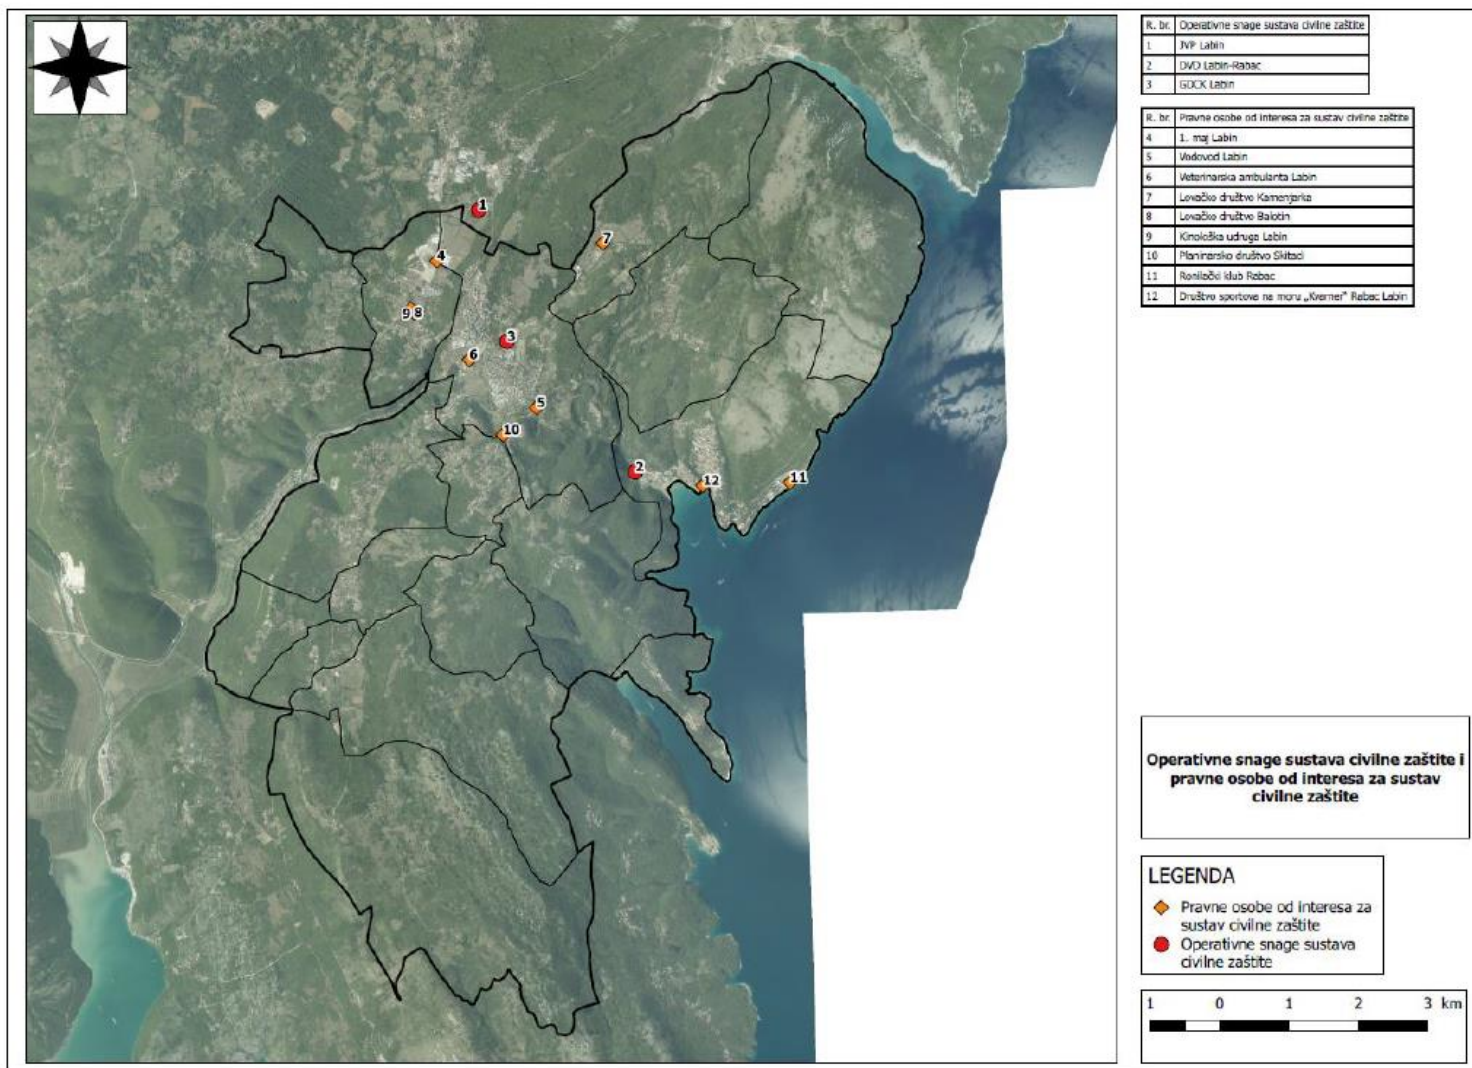 R. br. Operativne snage sustava civilne zaštite
1 JVP Labin
2 DVD Labin-Rabac
3 GDCK Labin
R. br. Pravne osobe od interesa za sustav civilne zaštite
4 1. maj Labin
5 Vodovod Labin
6 Veterinarska ambulanta Labin
7 Lovačko društvo Kamenjarka
8 Lovačko društvo Balotin
9 Kinološka udruga Labin
10 Planinarsko društvo Skitaci
11 Ronilački klub Rabac
12 Društvo sportova na moru „Kvarner" Rabac Labin
1
4
7
9 8
3
6
5
10
2
12
11
Operativne snage sustava civilne zaštite i
pravne osobe od interesa za sustav
civilne zaštite
LEGENDA
Pravne osobe od interesa za
sustav civilne zaštite
Operativne snage sustava
civilne zaštite
1 0 1 2 3 km